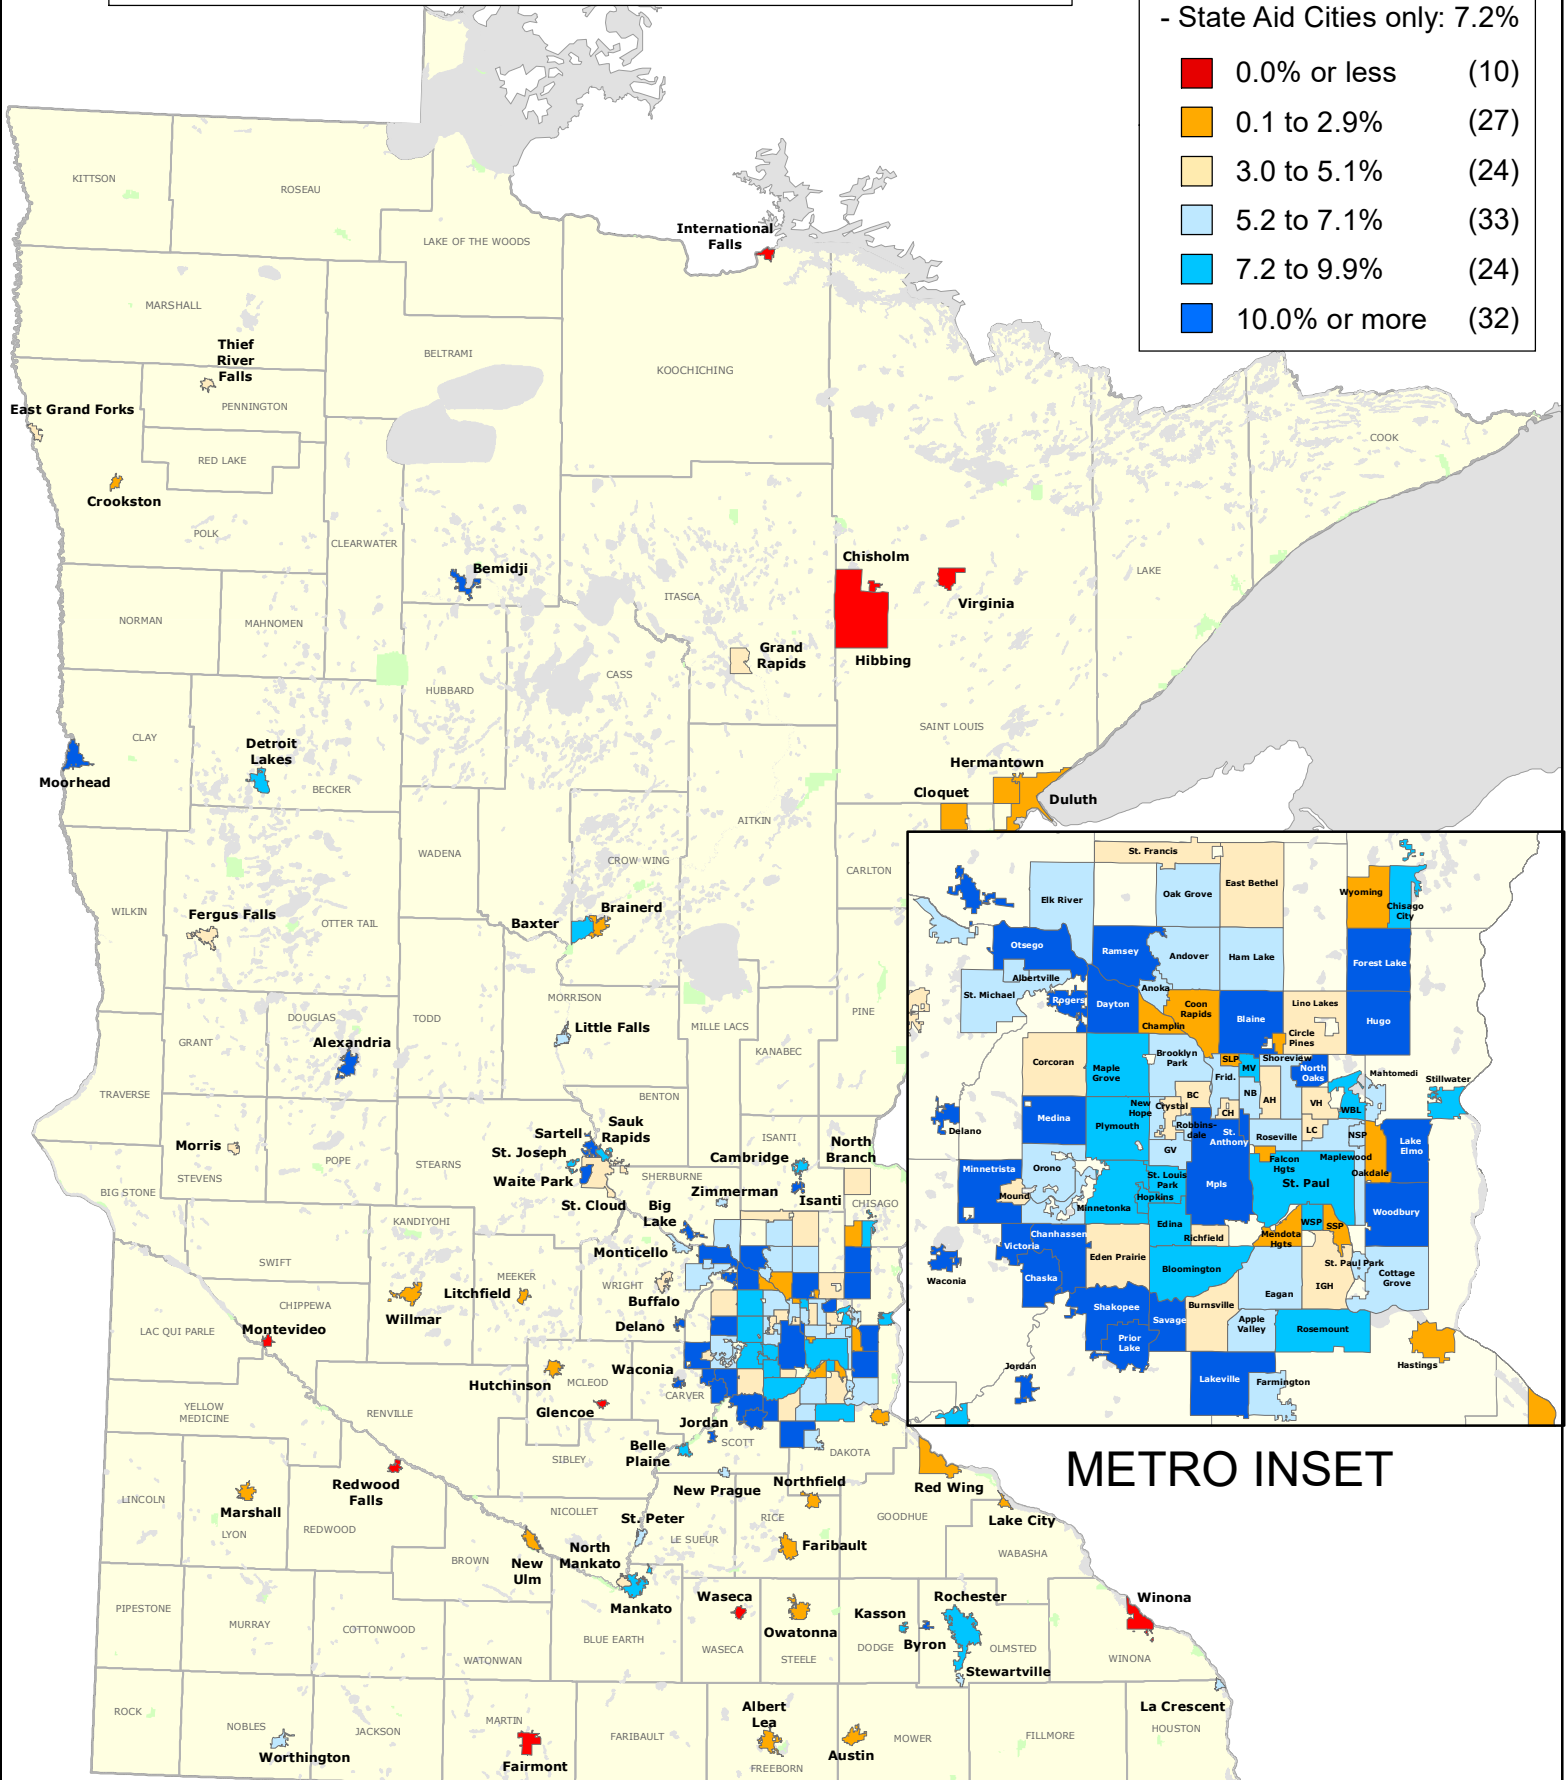 - State Aid Cities only: 7.2%
0.0% or less (10)
0.1 to 2.9% (27)
3.0 to 5.1% (24)
5.2 to 7.1% (33)
7.2 to 9.9% (24)
10.0% or more (32)
KITTSON
ROSEAU
LAKE OF THE WOODS
International
Falls
MARSHALL
Thief
River
Falls
BELTRAMI
KOOCHICHING
PENNINGTON
East Grand Forks
COOK
RED LAKE
Crookston
POLK
CLEARWATER
Chisholm
Bemidji
LAKE
ITASCA
Virginia
NORMAN
MAHNOMEN
Grand
Rapids
Hibbing
CASS
HUBBARD
SAINT LOUIS
CLAY
Detroit
Lakes
Moorhead
BECKER
Hermantown
Cloquet
Duluth
AITKIN
WADENA
CROW WING
CARLTON
WILKIN
Fergus Falls
OTTER TAIL
Baxter
Brainerd
MORRISON
DOUGLAS
TODD
Little Falls
MILLE LACS
PINE
GRANT
Alexandria
KANABEC
TRAVERSE
BENTON
Sauk
Rapids
Sartell
ISANTI
North
Branch
Morris
St. Joseph
Cambridge
POPE
STEARNS
STEVENS
Waite Park
SHERBURNE
BIG STONE
Zimmerman
Isanti
CHISAGO
St. Cloud
Big
Lake
KANDIYOHI
SWIFT
Monticello
MEEKER
WRIGHT
Litchfield
Buffalo
CHIPPEWA
Willmar
Delano
LAC QUI PARLE
Montevideo
Waconia
Hutchinson
MCLEOD
CARVER
YELLOW
MEDICINE
RENVILLE
Glencoe
Jordan
SCOTT
Belle
Plaine
DAKOTA
SIBLEY
Redwood
Falls
New Prague
Northfield
Red Wing
LINCOLN
Marshall
LYON
REDWOOD
NICOLLET
St. Peter
RICE
GOODHUE
Lake City
LE SUEUR
Faribault
BROWN
New
Ulm
North
Mankato
WABASHA
Mankato
Waseca
Rochester
Winona
PIPESTONE
MURRAY
COTTONWOOD
Owatonna
Kasson
Byron
BLUE EARTH
WASECA
STEELE
DODGE
OLMSTED
WATONWAN
WINONA
Stewartville
ROCK
NOBLES
JACKSON
MARTIN
FARIBAULT
Albert
Lea
La Crescent
MOWER
FILLMORE
HOUSTON
Worthington
Fairmont
FREEBORN
Austin
METRO INSET
St. Francis
East Bethel
Elk River
Oak Grove
Wyoming
Chisago
City
Otsego
Ramsey
Andover
Ham Lake
Forest Lake
Albertville
St. Michael
Rogers
Dayton
Anoka
Coon
Rapids
Champlin
Blaine
Lino Lakes
Hugo
Circle
Pines
Corcoran
Maple
Grove
Brooklyn
Park
SLP
MV
Shoreview
North
Oaks
Mahtomedi
Stillwater
Frid.
NB
AH
BC
VH
WBL
Delano
Medina
New
Hope
Crystal
CH
Plymouth
Robbins-
dale
St.
Anthony
Roseville
LC
NSP
Lake
Elmo
GV
Maplewood
Minnetrista
Orono
Falcon
Hgts
Oakdale
St. Louis
Park
Mpls
St. Paul
Mound
Hopkins
Minnetonka
Woodbury
Edina
WSP
SSP
Chanhassen
Victoria
Richfield
Mendota
Hgts
Eden Prairie
Bloomington
St. Paul Park
Waconia
Chaska
Cottage
Grove
IGH
Eagan
Shakopee
Burnsville
Savage
Apple
Valley
Rosemount
Prior
Lake
Hastings
Jordan
Lakeville
Farmington